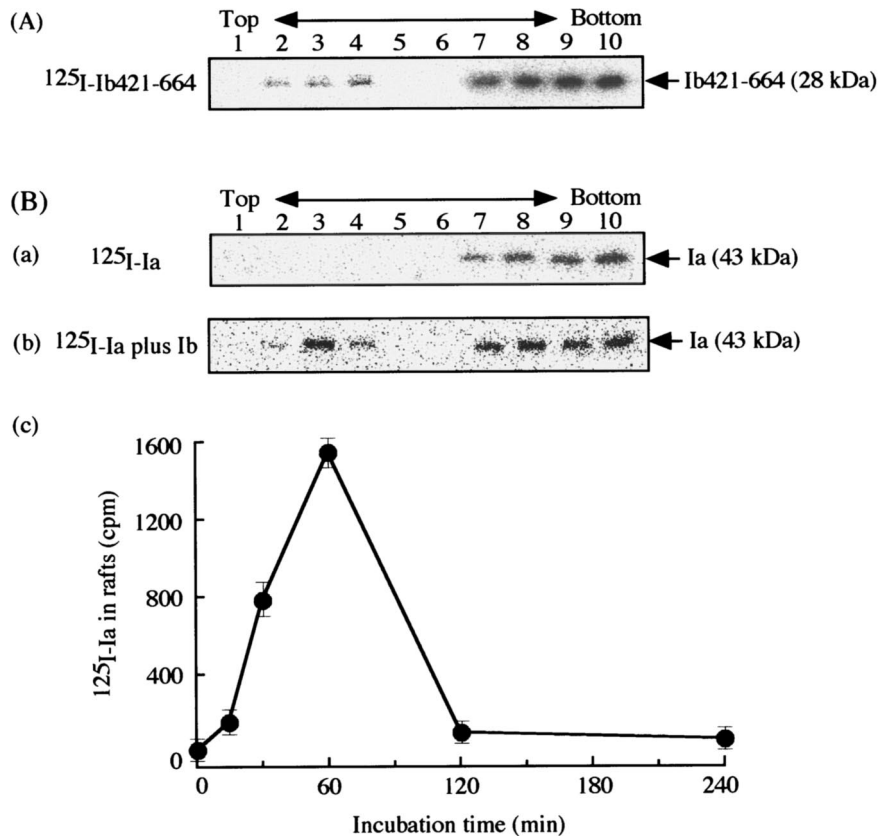 (A)
Top Bottom
1 2 3 4 5 6 7 8 9 10
125I-Ib421-664 Ib421-664 (28 kDa)
(B)
Top Bottom
1 2 3 4 5 6 7 8 9 10
(a) 125I-Ia Ia (43 kDa)
(b) 125I-Ia plus Ib Ia (43 kDa)
(c)
125I-Ia in rafts (cpm)
1600
1200
800
400
0
0 60 120 180 240
Incubation time (min)